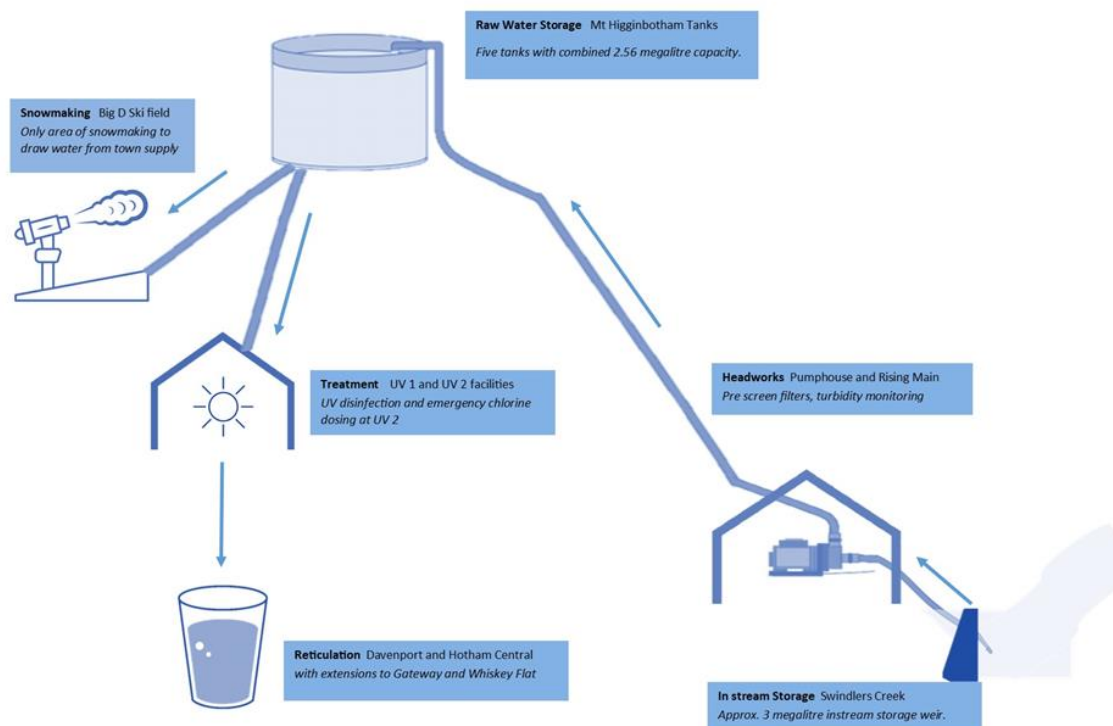 Raw Water Storage Mt Higginbotham Tanks
Five tanks with combined 2.56 megalitre capacity.
Snowmaking Big D Ski field
Only area of snowmaking to
draw water from town supply
Treatment UV 1 and UV 2 facilities
UV disinfection and emergency chlorine
dosing at UV 2
Headworks Pumphouse and Rising Main
Pre screen filters, turbidity monitoring
Reticulation Davenport and Hotham Central
with extensions to Gateway and Whiskey Flat
In stream Storage Swindlers Creek
Approx. 3 megalitre instream storage weir.